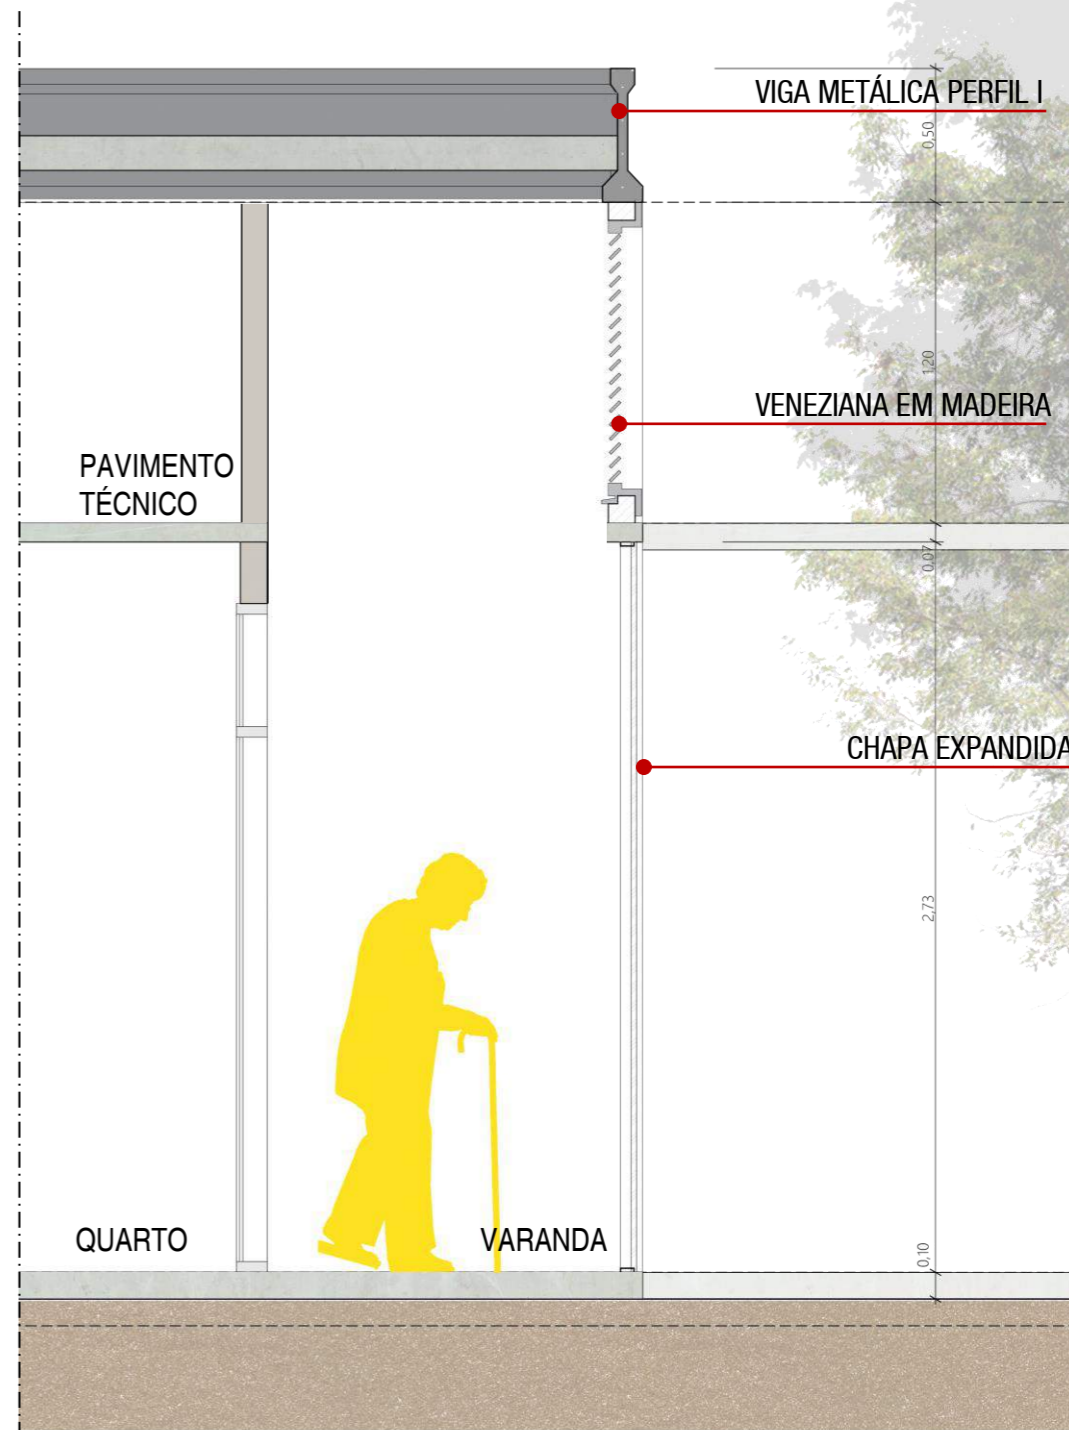 VIGA METÁLICA PERFIL I
0,50
1,20
VENEZIANA EM MADEIRA
PAVIMENTO
TÉCNICO
0,07
CHAPA EXPANDIDA
2,73
QUARTO
VARANDA
0,10